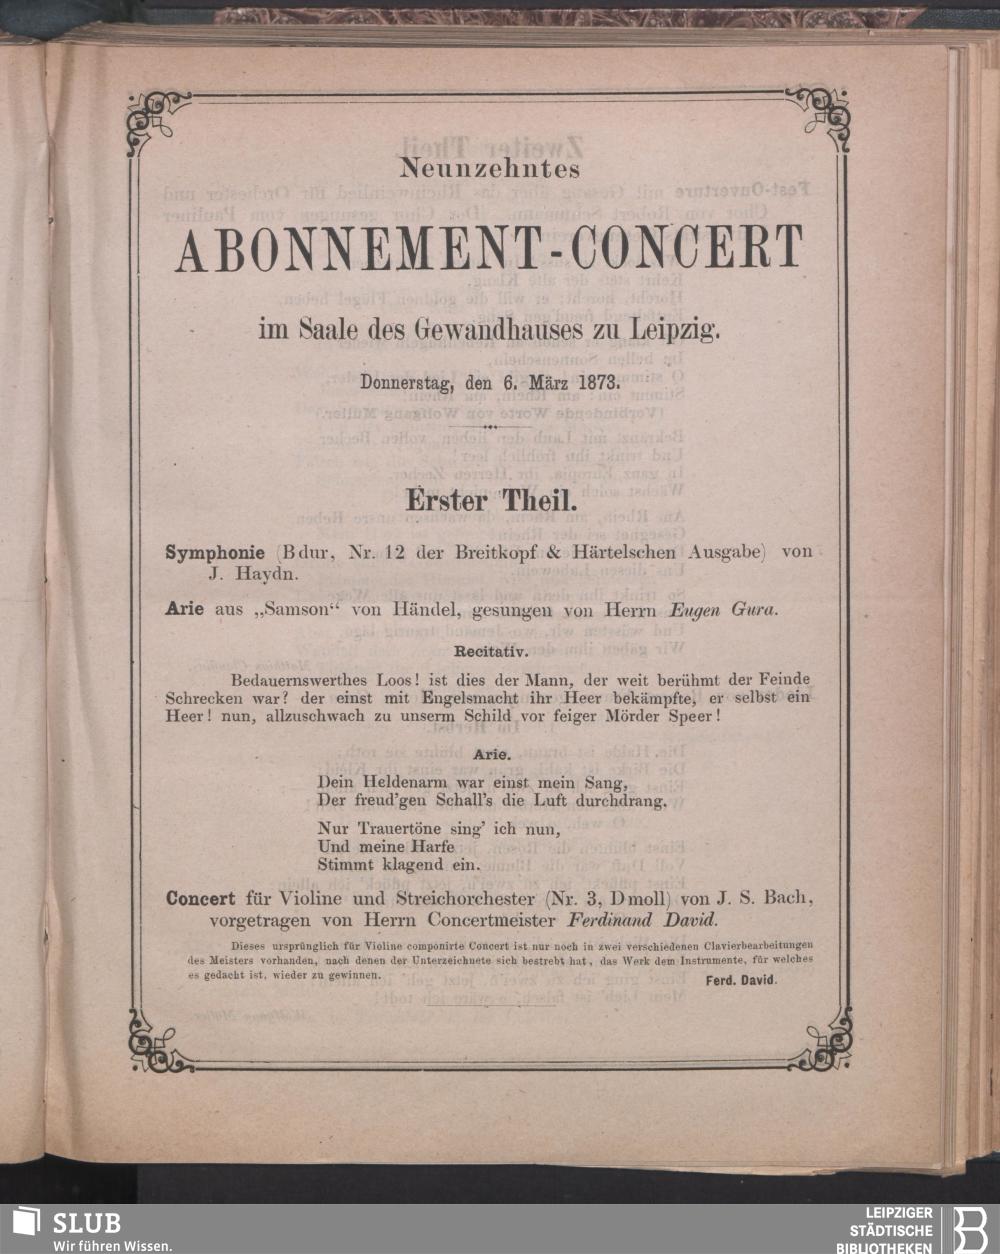 Neunzehntes
ABONNEMENT-CONCERT
im Saale des Gewandhauses zu Leipzig.
Donnerstag, den 6. März 1873.
Erster Theil.
Symphonie (B dur, Nr. 12 der Breitkopf & Härtelschen Ausgabe) von
J. Haydn.
Arie aus „Samson“ von Händel, gesungen von Herrn Eugen Gura.
Recitativ.
Bedauernswerthes Loos! ist dies der Mann, der weit berühmt der Feinde
Schrecken war? der einst mit Engelsmacht ihr Heer bekämpfte, er selbst ein
Heer! nun, allzuschwach zu unserm Schild vor feiger Mörder Speer!
Arie.
Dein Heldenarm war einst mein Sang,
Der freud'gen Schall's die Luft durchdrang.
Nur Trauertöne sing' ich nun,
Und meine Harfe
Stimmt klagend ein.
Concert für Violine und Streichorchester (Nr. 3, D moll) von J. S. Bach,
vorgetragen von Herrn Concertmeister Ferdinand David.
Dieses ursprünglich für Violine componirte Concert ist nur noch in zwei verschiedenen Clavierbearbeitungen
des Meisters vorhanden, nach denen der Unterzeichnete sich bestrebt hat, das Werk dem Instrumente, für welches
es gedacht ist, wieder zu gewinnen.
Ferd. David.
SLUB
Wir führen Wissen.
LEIPZIGER
STÄDTISCHE
BIBLIOTHEKEN